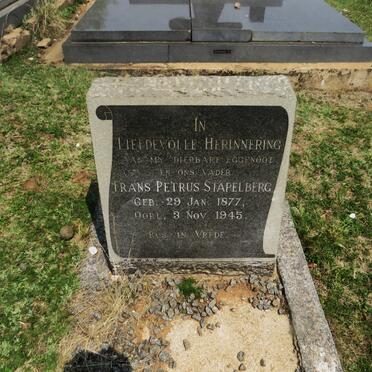 IN
LIEFDEVOLLE HERINNERING
VAN MY DIERBARE EGGENOOT
EN ONS VADER
FRANS PETRUS STAPELBERG
GEB. 29 JAN. 1877,
OORL. 3 NOV. 1945.
RUS IN VREDE.